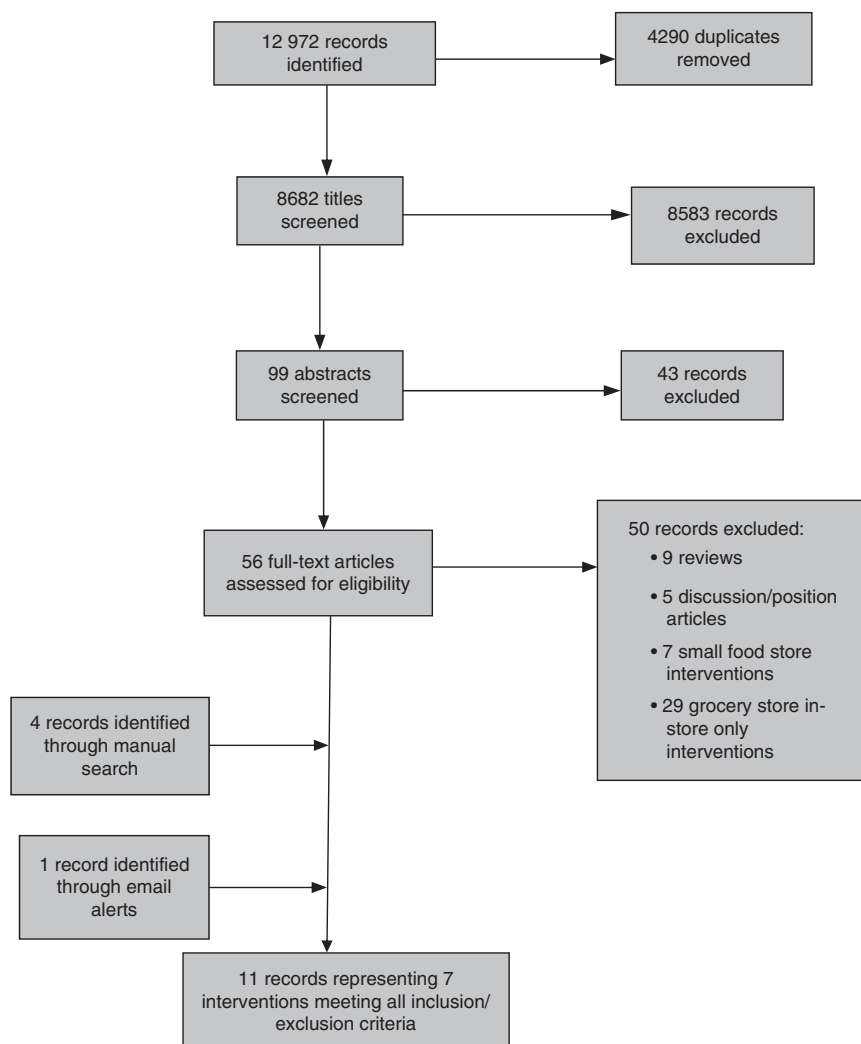 12 972 records
identified
4290 duplicates
removed
8682 titles
screened
8583 records
excluded
99 abstracts
screened
43 records
excluded
56 full-text articles
assessed for eligibility
50 records excluded:
• 9 reviews
• 5 discussion/position
articles
• 7 small food store
interventions
• 29 grocery store in-
store only
interventions
4 records identified
through manual
search
1 record identified
through email
alerts
11 records representing 7
interventions meeting all inclusion/
exclusion criteria